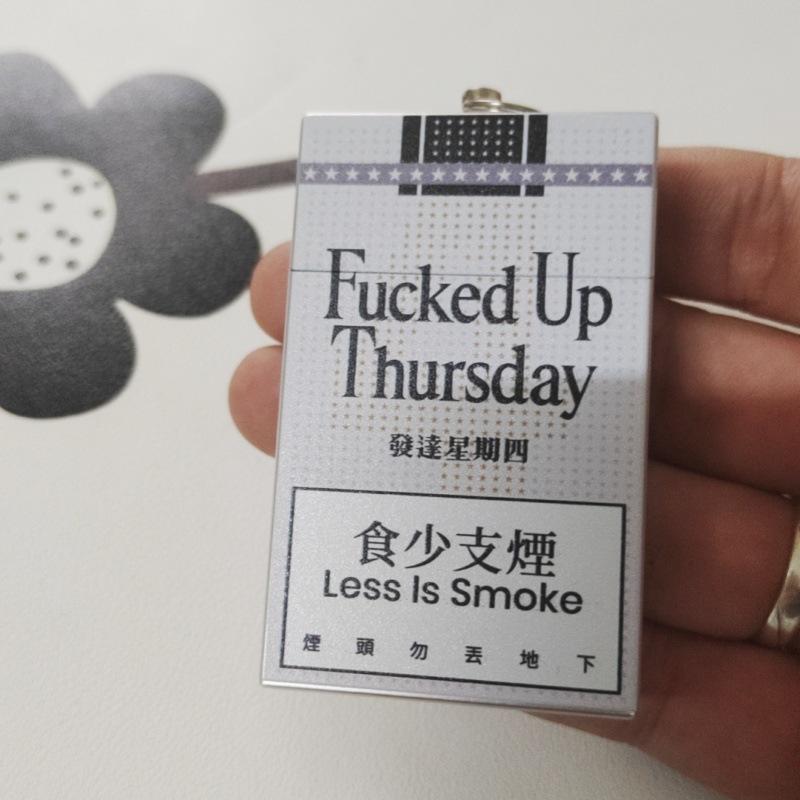 Fucked Up
Thursday
發達星期四
食少支煙
Less Is Smoke
煙頭勿丟地下